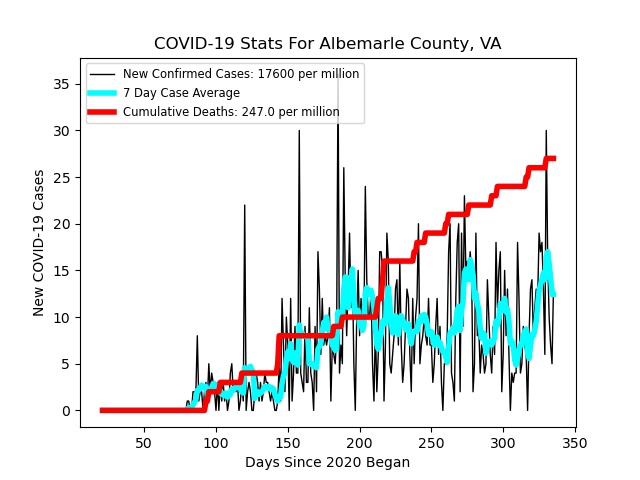 COVID-19 Stats For Albemarle County, VA
New Confirmed Cases: 17600 per million
7 Day Case Average
Cumulative Deaths: 247.0 per million
New COVID-19 Cases
35
30
25
20
15
10
5
0
50 100 150 200 250 300 350
Days Since 2020 Began